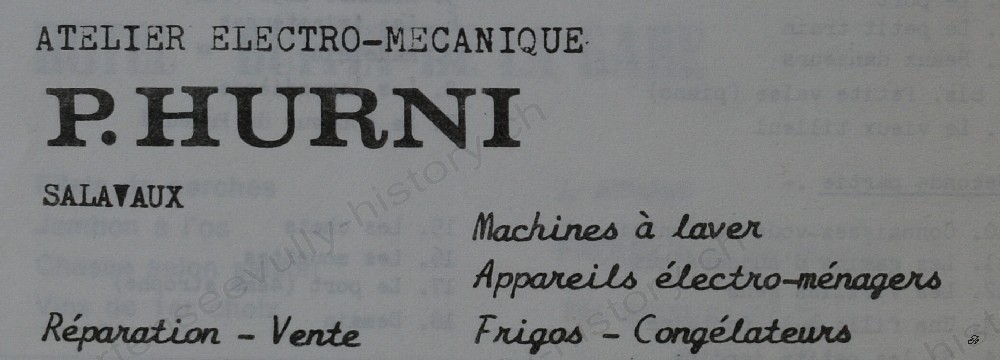 ATELIER ELECTRO-MECANIQUE
P. HURNI
SALAVAUX
Machines à laver
Appareils électro-ménagers
Réparation - Vente
Frigos - Congélateurs